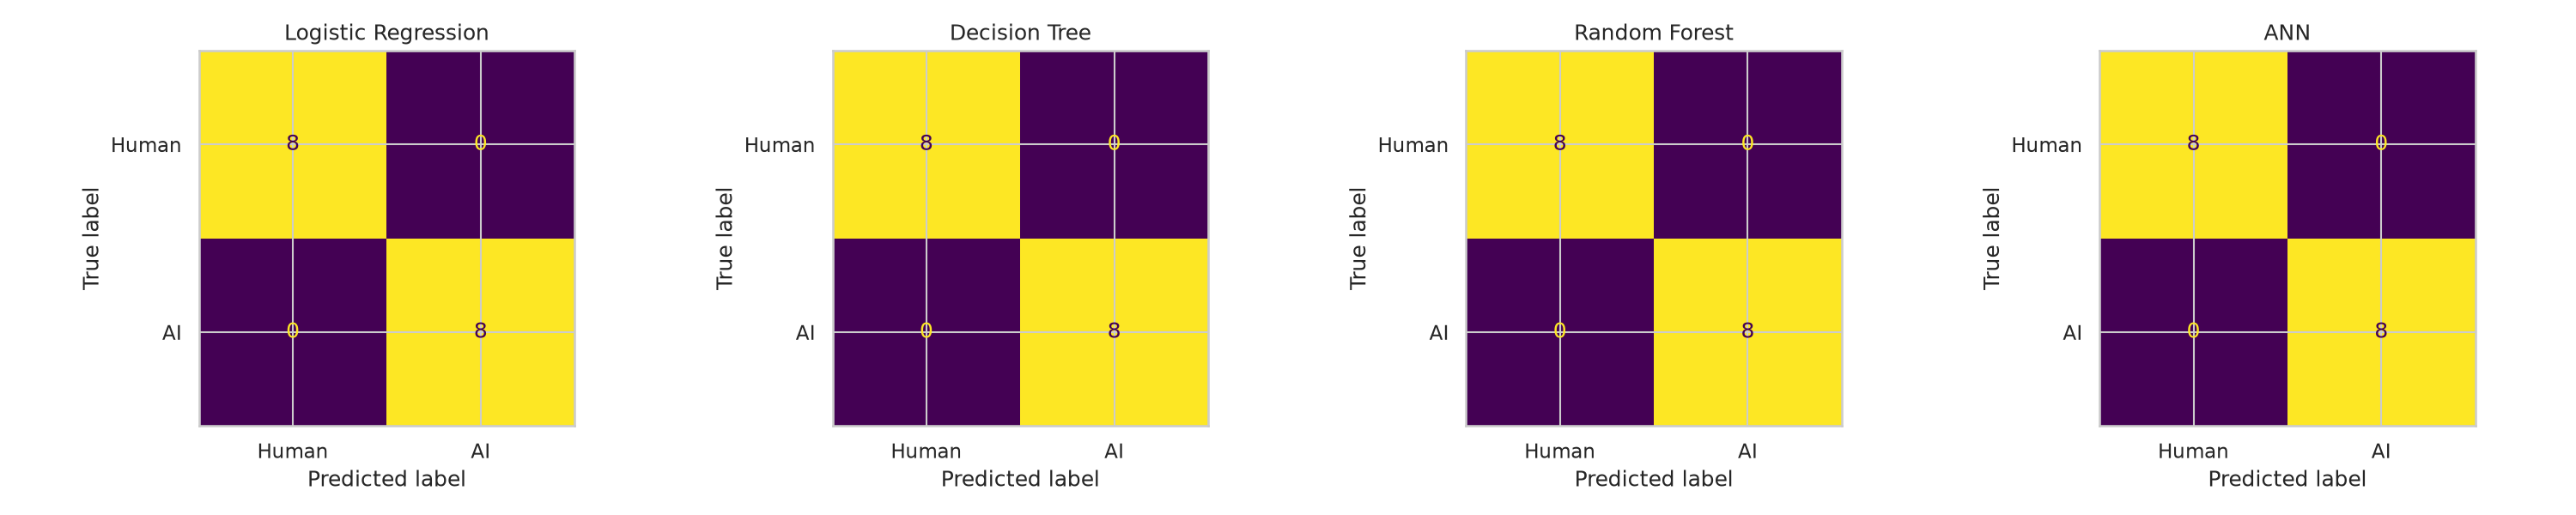 Logistic Regression
True label
Human
8
0
AI
0
8
Human
AI
Predicted label
Decision Tree
True label
Human
8
0
AI
0
8
Human
AI
Predicted label
Random Forest
True label
Human
8
0
AI
0
8
Human
AI
Predicted label
ANN
True label
Human
8
0
AI
0
8
Human
AI
Predicted label